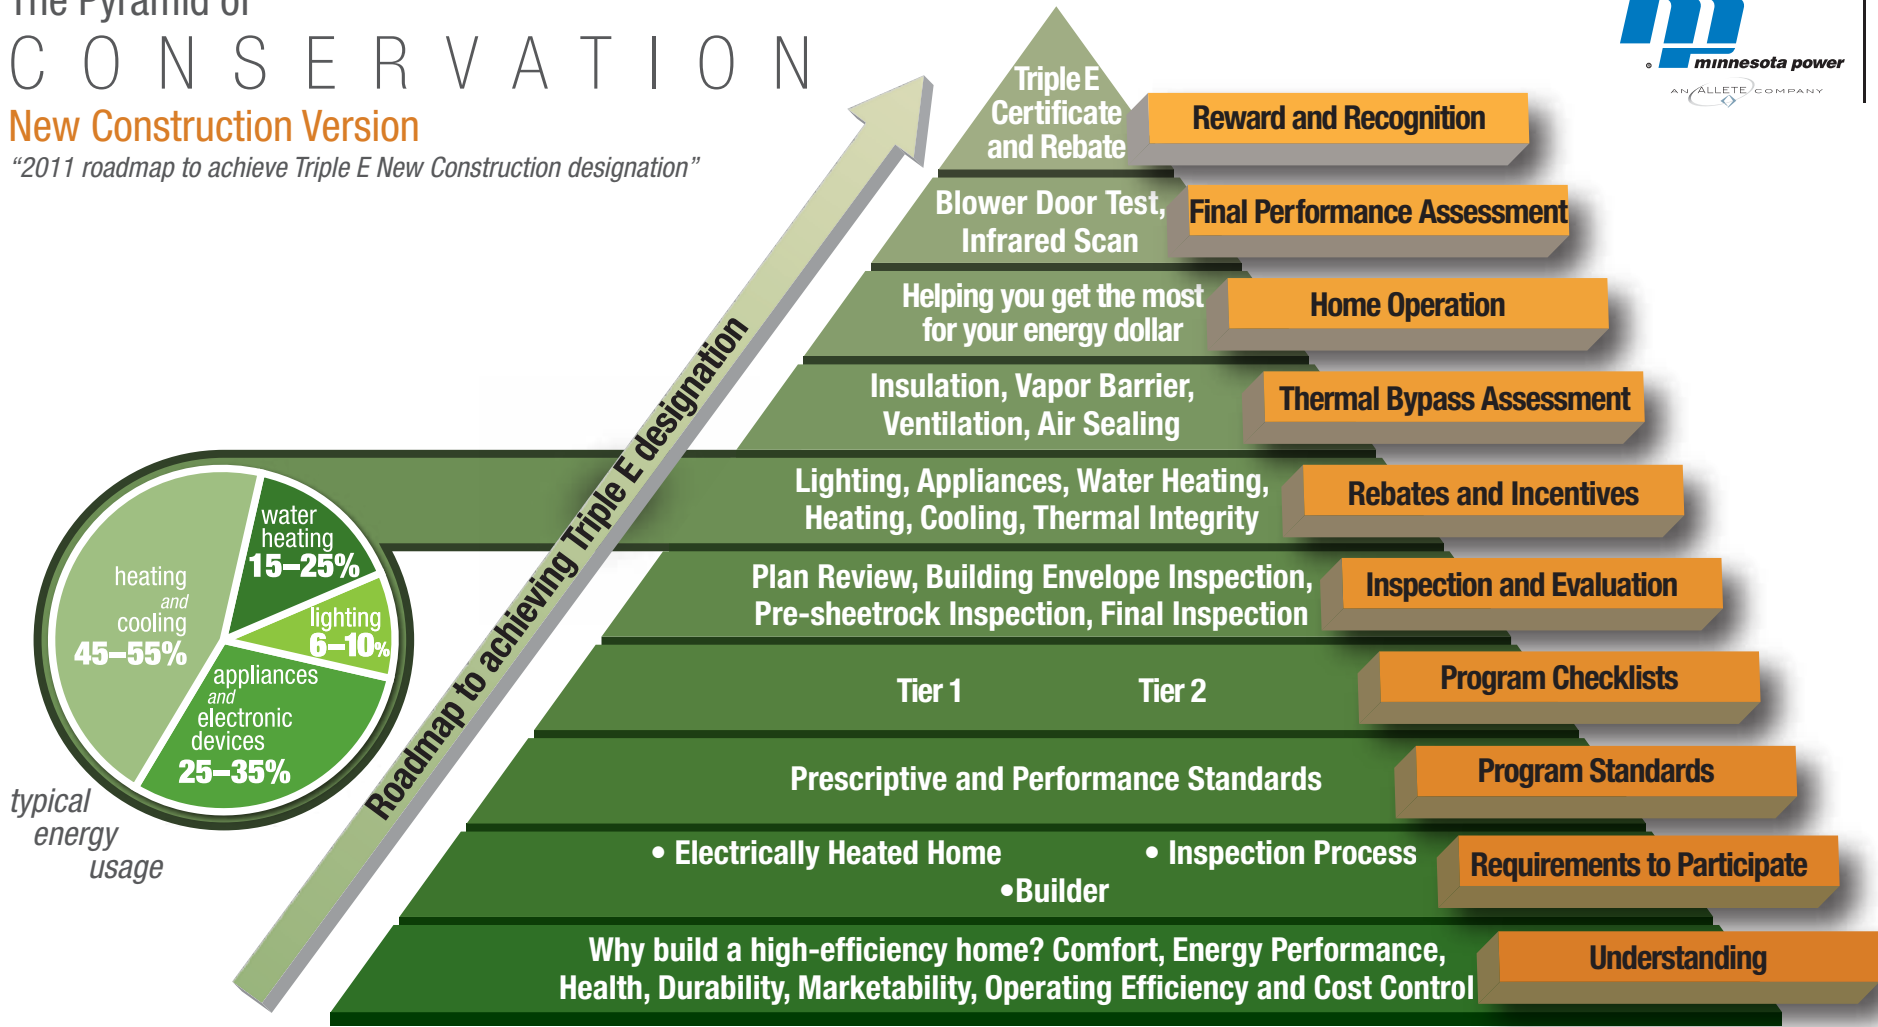 The Pyramid of
CONSERVATION
New Construction Version
“2011 roadmap to achieve Triple E New Construction designation”
® minnesota power
AN ALLETE COMPANY
Triple E
Certificate
and Rebate
Reward and Recognition
Blower Door Test,
Infrared Scan
Final Performance Assessment
Helping you get the most
for your energy dollar
Home Operation
Insulation, Vapor Barrier,
Ventilation, Air Sealing
Thermal Bypass Assessment
Lighting, Appliances, Water Heating,
Heating, Cooling, Thermal Integrity
Rebates and Incentives
Plan Review, Building Envelope Inspection,
Pre-sheetrock Inspection, Final Inspection
Inspection and Evaluation
Tier 1 Tier 2
Program Checklists
Prescriptive and Performance Standards
Program Standards
• Electrically Heated Home • Inspection Process
•Builder
Requirements to Participate
Why build a high-efficiency home? Comfort, Energy Performance,
Health, Durability, Marketability, Operating Efficiency and Cost Control
Understanding
Roadmap to achieving Triple E designation
water
heating
15–25%
heating
and
cooling
45–55%
lighting
6–10%
appliances
and
electronic
devices
25–35%
typical
energy
usage